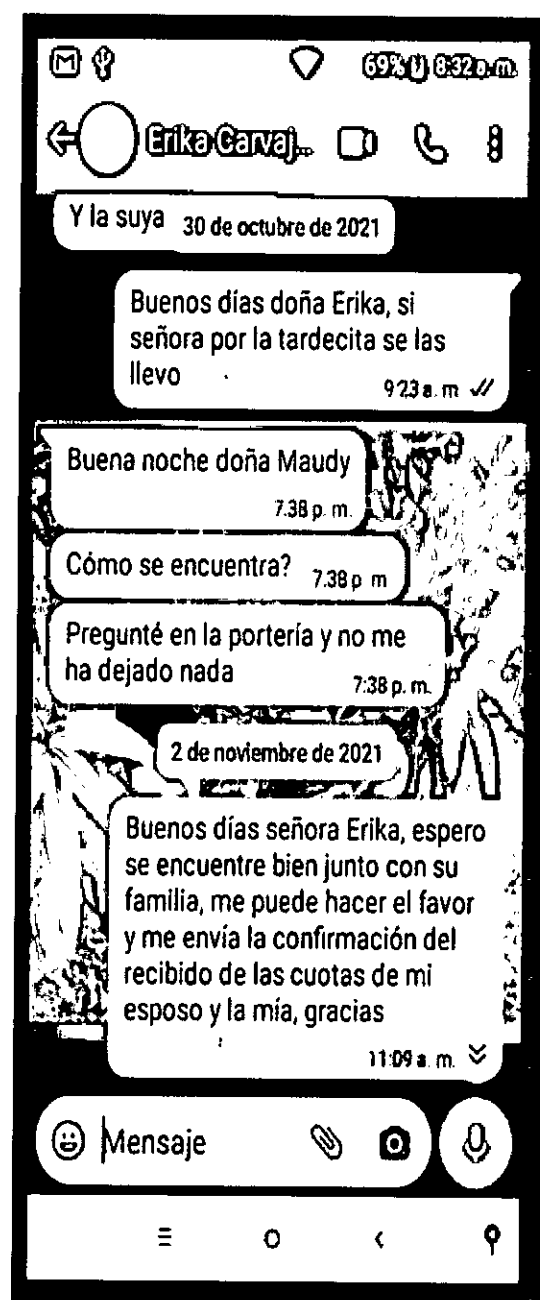 69% 8:32 a. m.
Erika Carvaj...
Y la suya
30 de octubre de 2021
Buenos días doña Erika, si
señora por la tardecita se las
llevo
9:23 a. m.
Buena noche doña Maudy
7:38 p. m.
Cómo se encuentra? 7:38 p. m
Pregunté en la portería y no me
ha dejado nada
7:38 p. m.
2 de noviembre de 2021
Buenos días señora Erika, espero
se encuentre bien junto con su
familia, me puede hacer el favor
y me envía la confirmación del
recibido de las cuotas de mi
esposo y la mía, gracias
11:09 a. m.
Mensaje